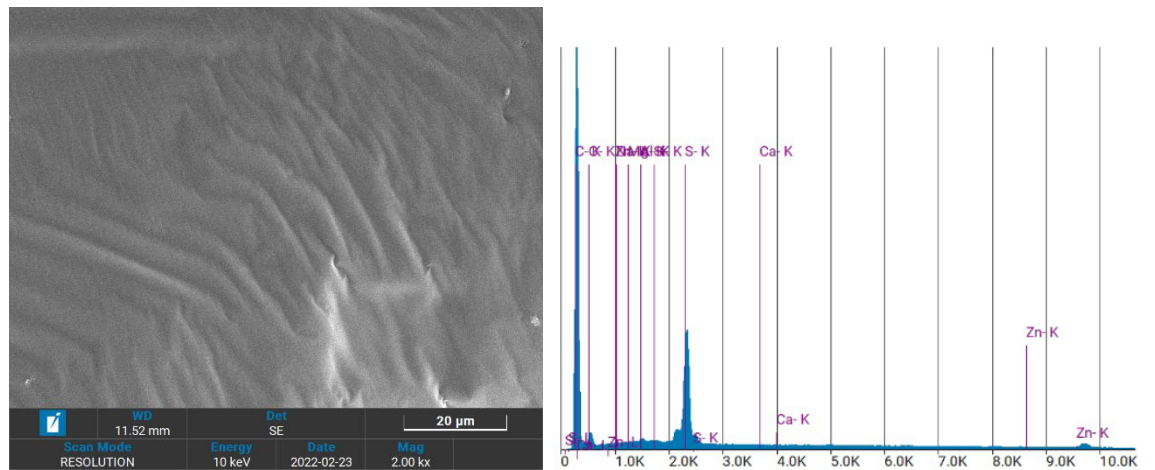 WD
11.52 mm
Det
SE
20 µm
Scan Mode
RESOLUTION
Energy
10 keV
Date
2022-02-23
Mag
2.00 kx
S- K
Ca- K
Zn- K
Ca- K
S- K
Zn- K
0 1.0K 2.0K 3.0K 4.0K 5.0K 6.0K 7.0K 8.0K 9.0K 10.0K